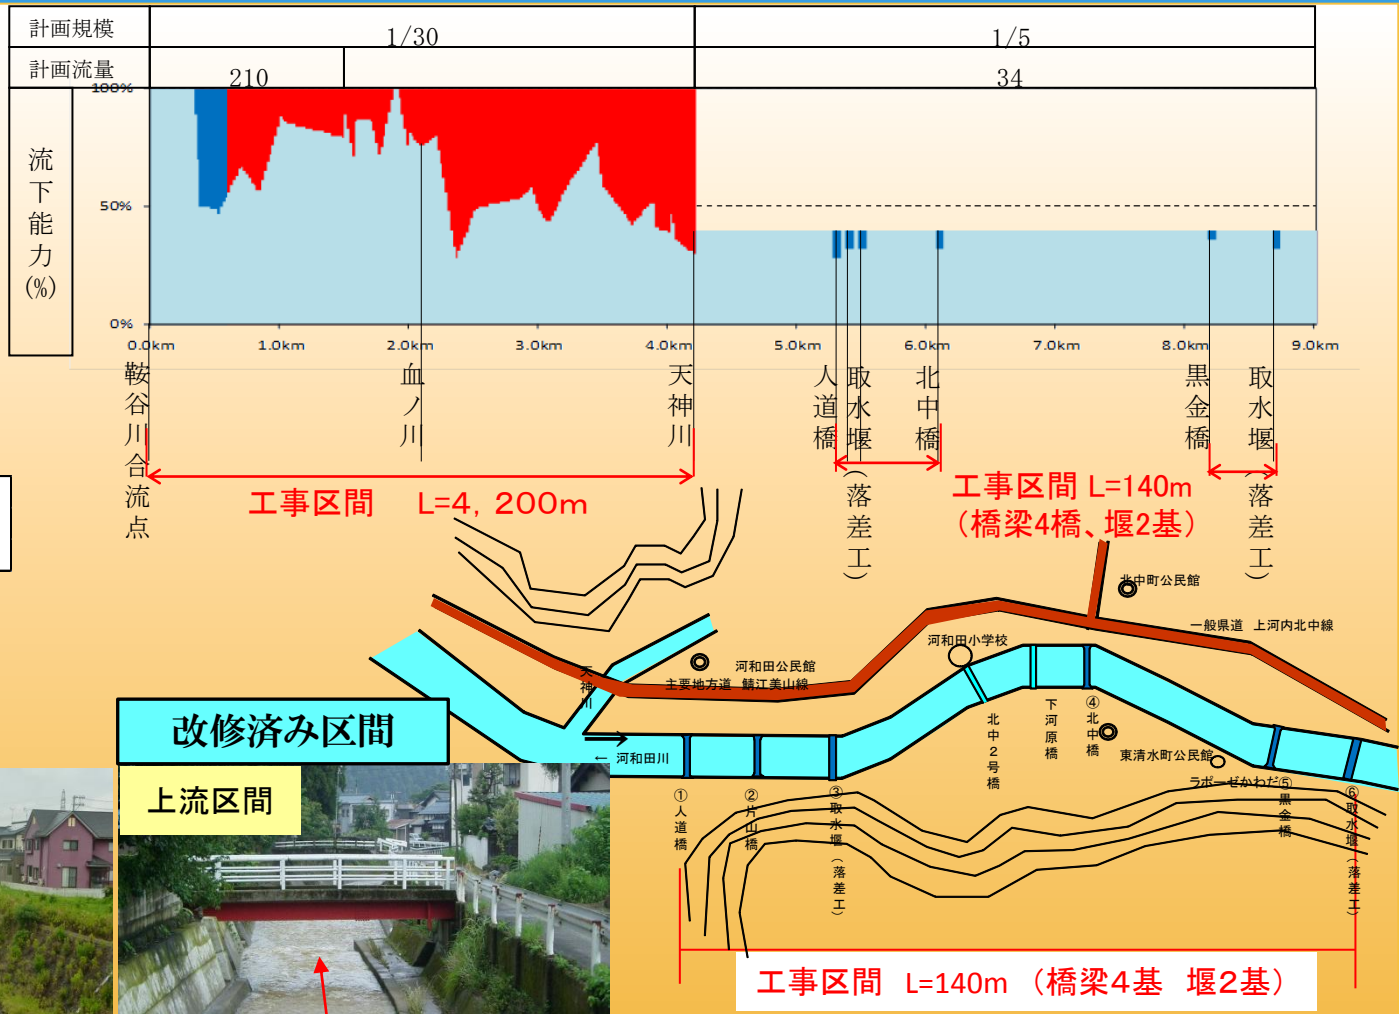 計画規模
1/30
1/5
計画流量
210
34
流下能力(%)
100%
50%
0%
0.0km
1.0km
2.0km
3.0km
4.0km
5.0km
6.0km
7.0km
8.0km
9.0km
鞍谷川合流点
血ノ川
天神川
人道橋
取水堰(落差工)
北中橋
黒金橋
取水堰(落差工)
工事区間 L=4,200m
工事区間 L=140m
(橋梁4橋、堰2基)
北中町公民館
一般県道 上河内北中線
河和田小学校
河和田公民館
主要地方道 鯖江美山線
天神川
← 河和田川
北中2号橋
下河原橋
④北中橋
東清水町公民館
ラポーゼかわだ
①人道橋
②片山橋
③取水堰(落差工)
⑤黒金橋
⑥取水堰(落差工)
改修済み区間
上流区間
工事区間 L=140m (橋梁4基 堰2基)